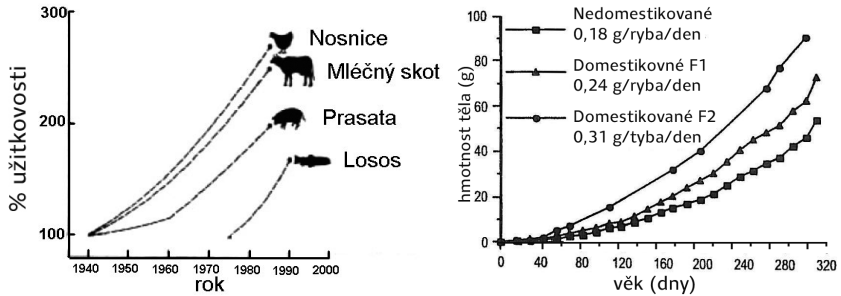 300
200
100
% užitkovosti
Nosnice
Mléčný skot
Prasata
Losos
1940 1950 1960 1970 1980 1990 2000
rok
Nedomestikované
0,18 g/ryba/den
Domestikovné F1
0,24 g/ryba/den
Domestikované F2
0,31 g/tyba/den
100
80
60
40
20
0
hmotnost těla (g)
0 40 80 120 160 200 240 280 320
věk (dny)